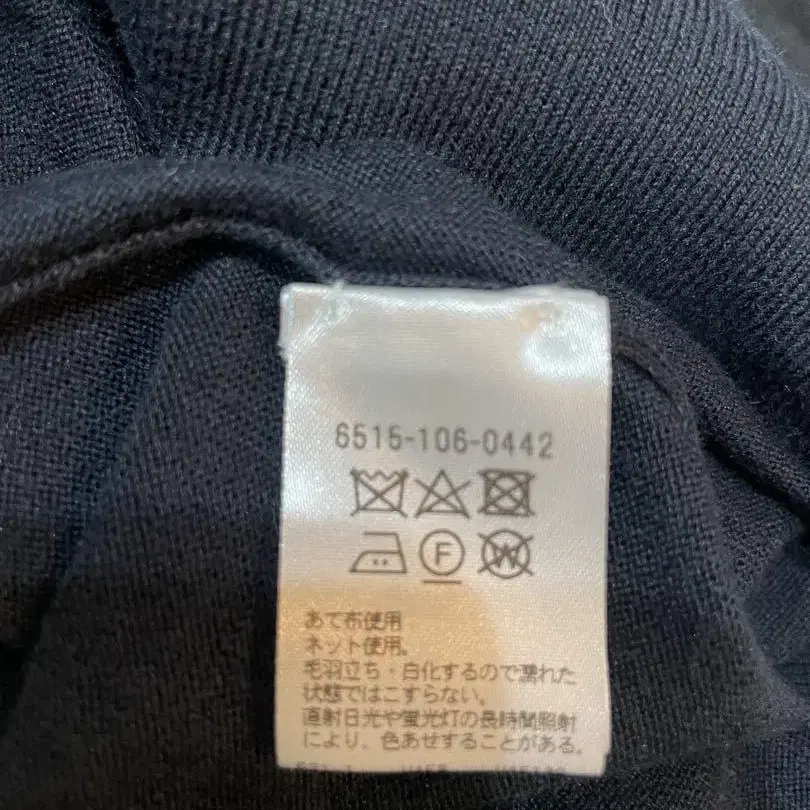 6515-106-0442
F W
あて布使用
ネット使用。
毛羽立ち・白化するので濡れた
状態ではこすらない。
直射日光や蛍光灯の長時間照射
により、色あせすることがある。